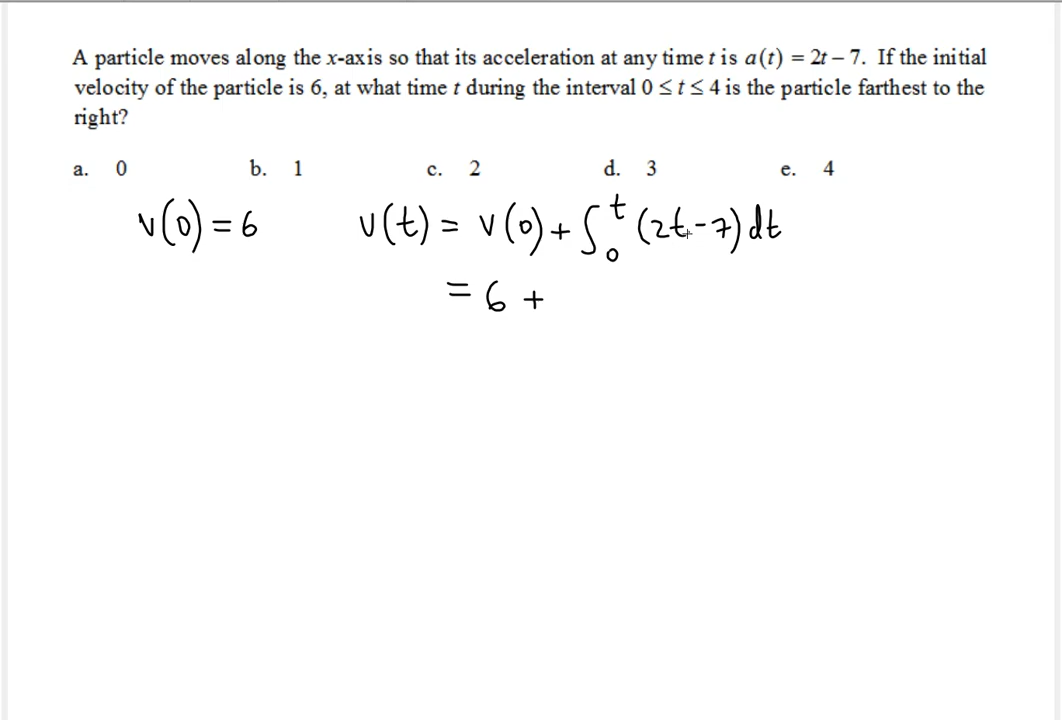 A particle moves along the x-axis so that its acceleration at any time t is a(t) = 2t – 7. If the initial
velocity of the particle is 6, at what time t during the interval 0 ≤ t ≤ 4 is the particle farthest to the
right?
a. 0 b. 1 c. 2 d. 3 e. 4
v(0) = 6 v(t) = v(0) + ∫₀ᵗ (2t - 7) dt
= 6 +